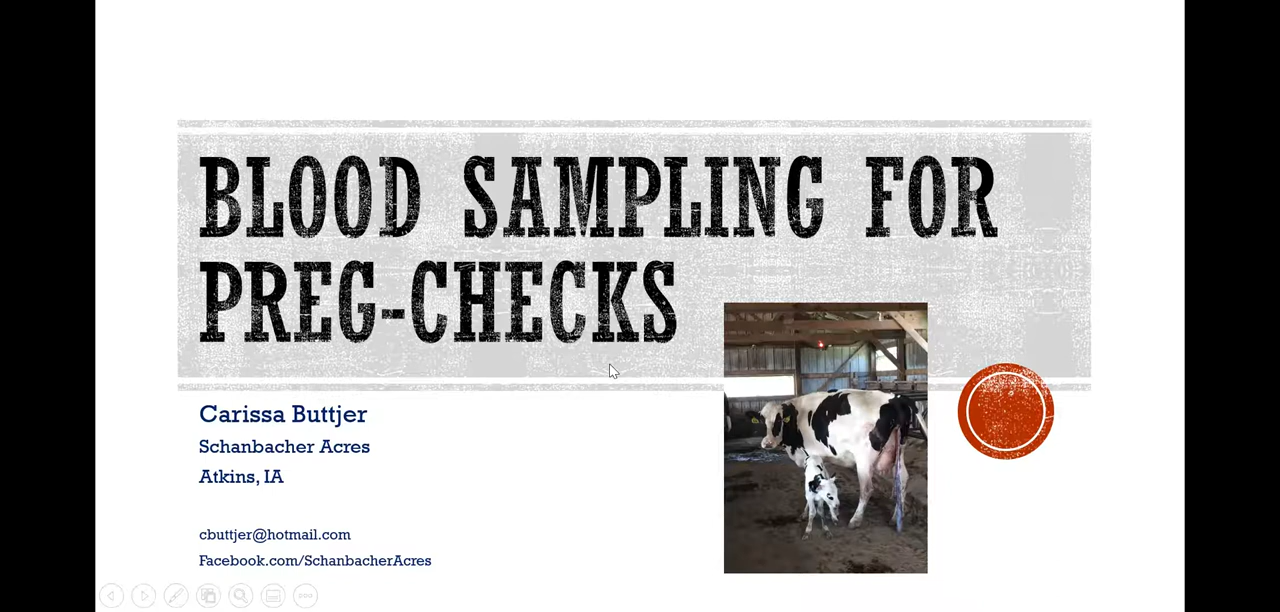 BLOOD SAMPLING FOR
PREG-CHECKS
Carissa Buttjer
Schanbacher Acres
Atkins, IA
cbuttjer@hotmail.com
Facebook.com/SchanbacherAcres